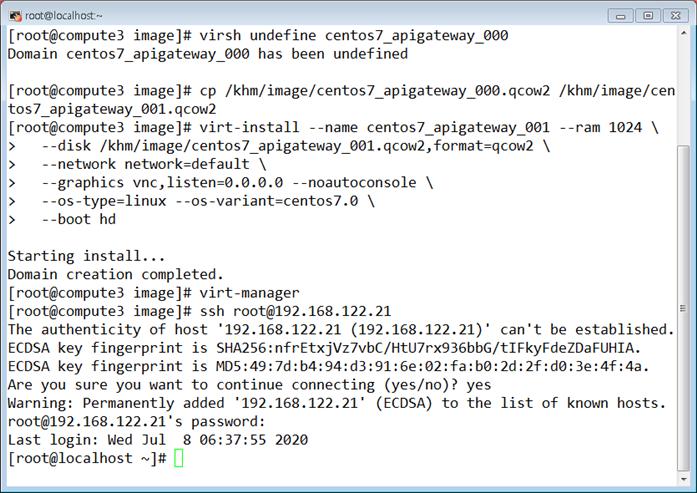 root@localhost:~
[root@compute3 image]# virsh undefine centos7_apigateway_000
Domain centos7_apigateway_000 has been undefined
[root@compute3 image]# cp /khm/image/centos7_apigateway_000.qcow2 /khm/image/cen
tos7_apigateway_001.qcow2
[root@compute3 image]# virt-install --name centos7_apigateway_001 --ram 1024 \
>   --disk /khm/image/centos7_apigateway_001.qcow2,format=qcow2 \
>   --network network=default \
>   --graphics vnc,listen=0.0.0.0 --noautoconsole \
>   --os-type=linux --os-variant=centos7.0 \
>   --boot hd
Starting install...
Domain creation completed.
[root@compute3 image]# virt-manager
[root@compute3 image]# ssh root@192.168.122.21
The authenticity of host '192.168.122.21 (192.168.122.21)' can't be established.
ECDSA key fingerprint is SHA256:nfrEtxjVz7vbC/HtU7rx936bbG/tIFkyFdeZDaFUHIA.
ECDSA key fingerprint is MD5:49:7d:b4:94:d3:91:6e:02:fa:b0:2d:2f:d0:3e:4f:4a.
Are you sure you want to continue connecting (yes/no)? yes
Warning: Permanently added '192.168.122.21' (ECDSA) to the list of known hosts.
root@192.168.122.21's password:
Last login: Wed Jul  8 06:37:55 2020
[root@localhost ~]#